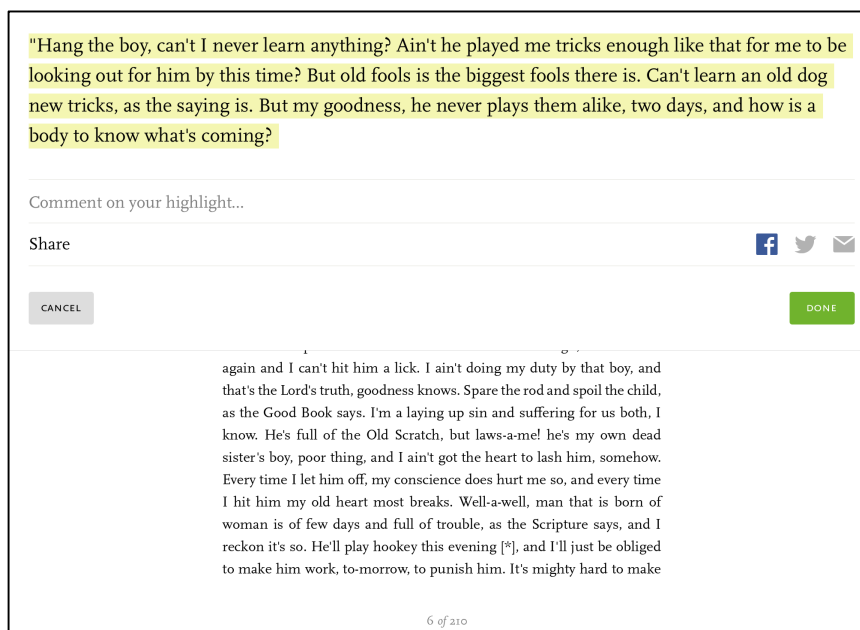 "Hang the boy, can't I never learn anything? Ain't he played me tricks enough like that for me to be
looking out for him by this time? But old fools is the biggest fools there is. Can't learn an old dog
new tricks, as the saying is. But my goodness, he never plays them alike, two days, and how is a
body to know what's coming?
Comment on your highlight...
Share
CANCEL
DONE
again and I can't hit him a lick. I ain't doing my duty by that boy, and
that's the Lord's truth, goodness knows. Spare the rod and spoil the child,
as the Good Book says. I'm a laying up sin and suffering for us both, I
know. He's full of the Old Scratch, but laws-a-me! he's my own dead
sister's boy, poor thing, and I ain't got the heart to lash him, somehow.
Every time I let him off, my conscience does hurt me so, and every time
I hit him my old heart most breaks. Well-a-well, man that is born of
woman is of few days and full of trouble, as the Scripture says, and I
reckon it's so. He'll play hookey this evening [*], and I'll just be obliged
to make him work, to-morrow, to punish him. It's mighty hard to make
6 of 210